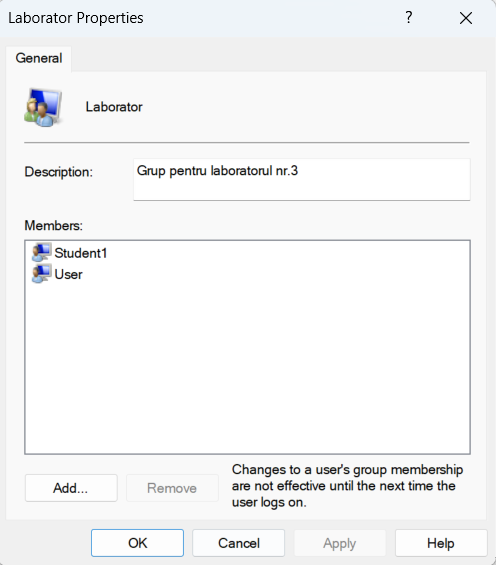 Laborator Properties
?
General
Laborator
Description:
Grup pentru laboratorul nr.3
Members:
Student1
User
Add...
Remove
Changes to a user's group membership
are not effective until the next time the
user logs on.
OK
Cancel
Apply
Help